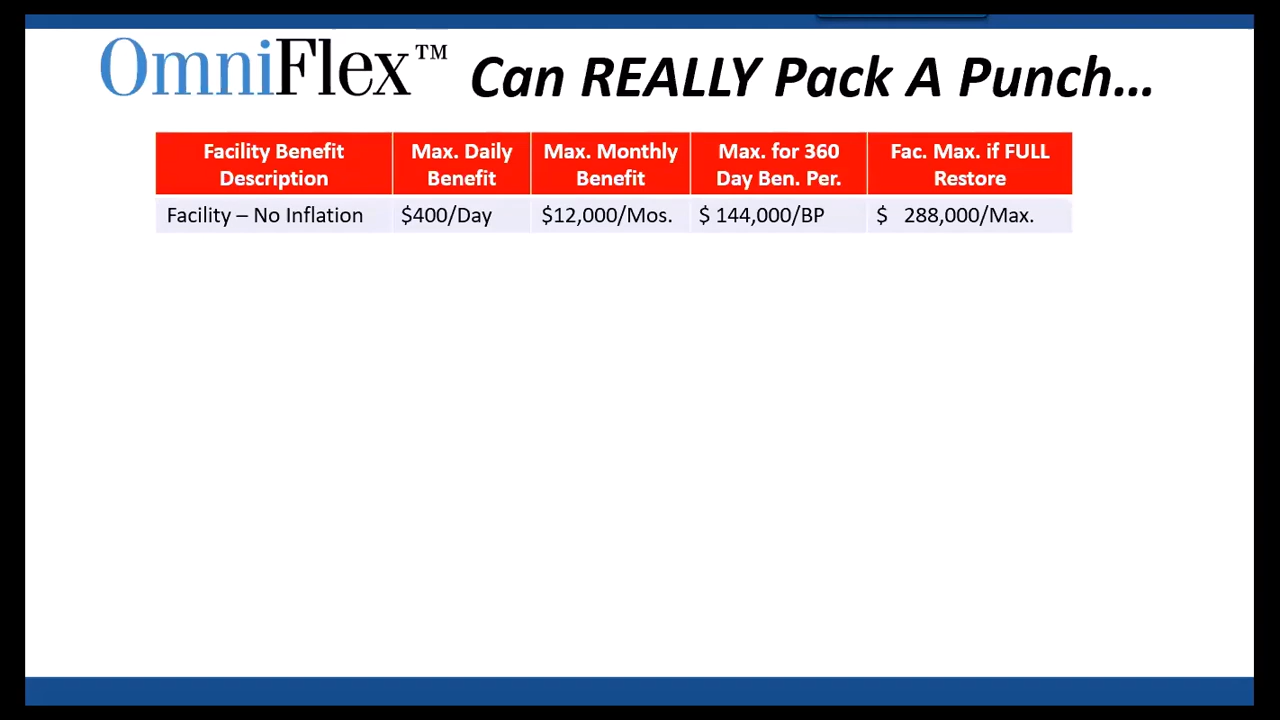 OmniFlex™ Can REALLY Pack A Punch...
Facility Benefit Description Max. Daily Benefit Max. Monthly Benefit Max. for 360 Day Ben. Per. Fac. Max. if FULL Restore
Facility – No Inflation $400/Day $12,000/Mos. $ 144,000/BP $ 288,000/Max.